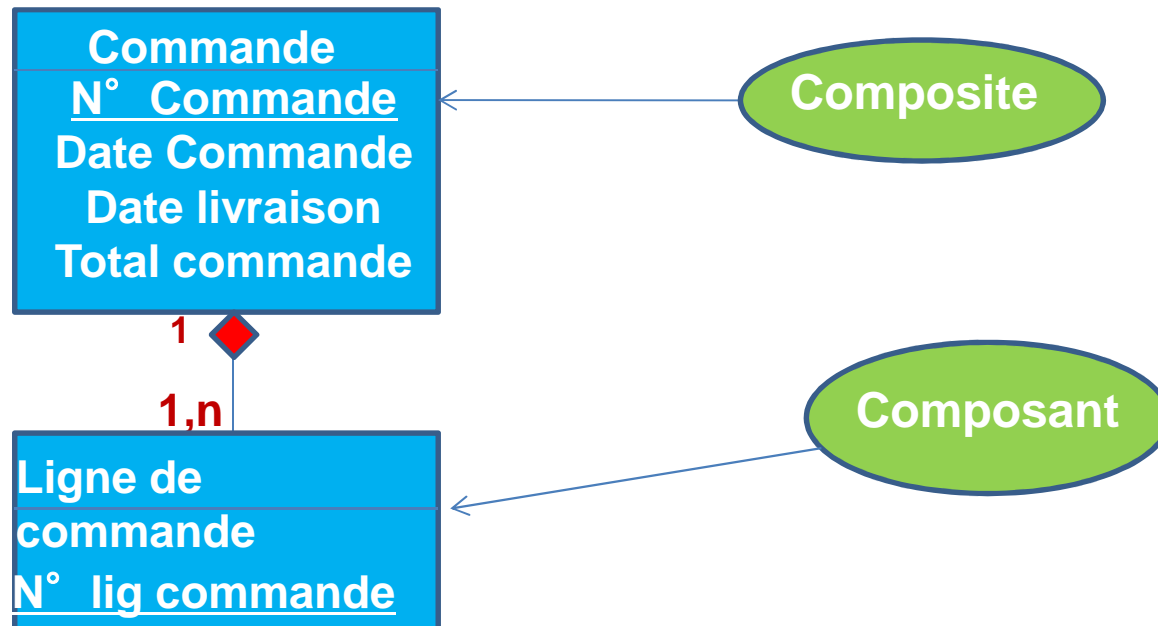 Commande
N° Commande
Date Commande
Date livraison
Total commande
Composite
1
1,n
Composant
Ligne de
commande
N° lig commande